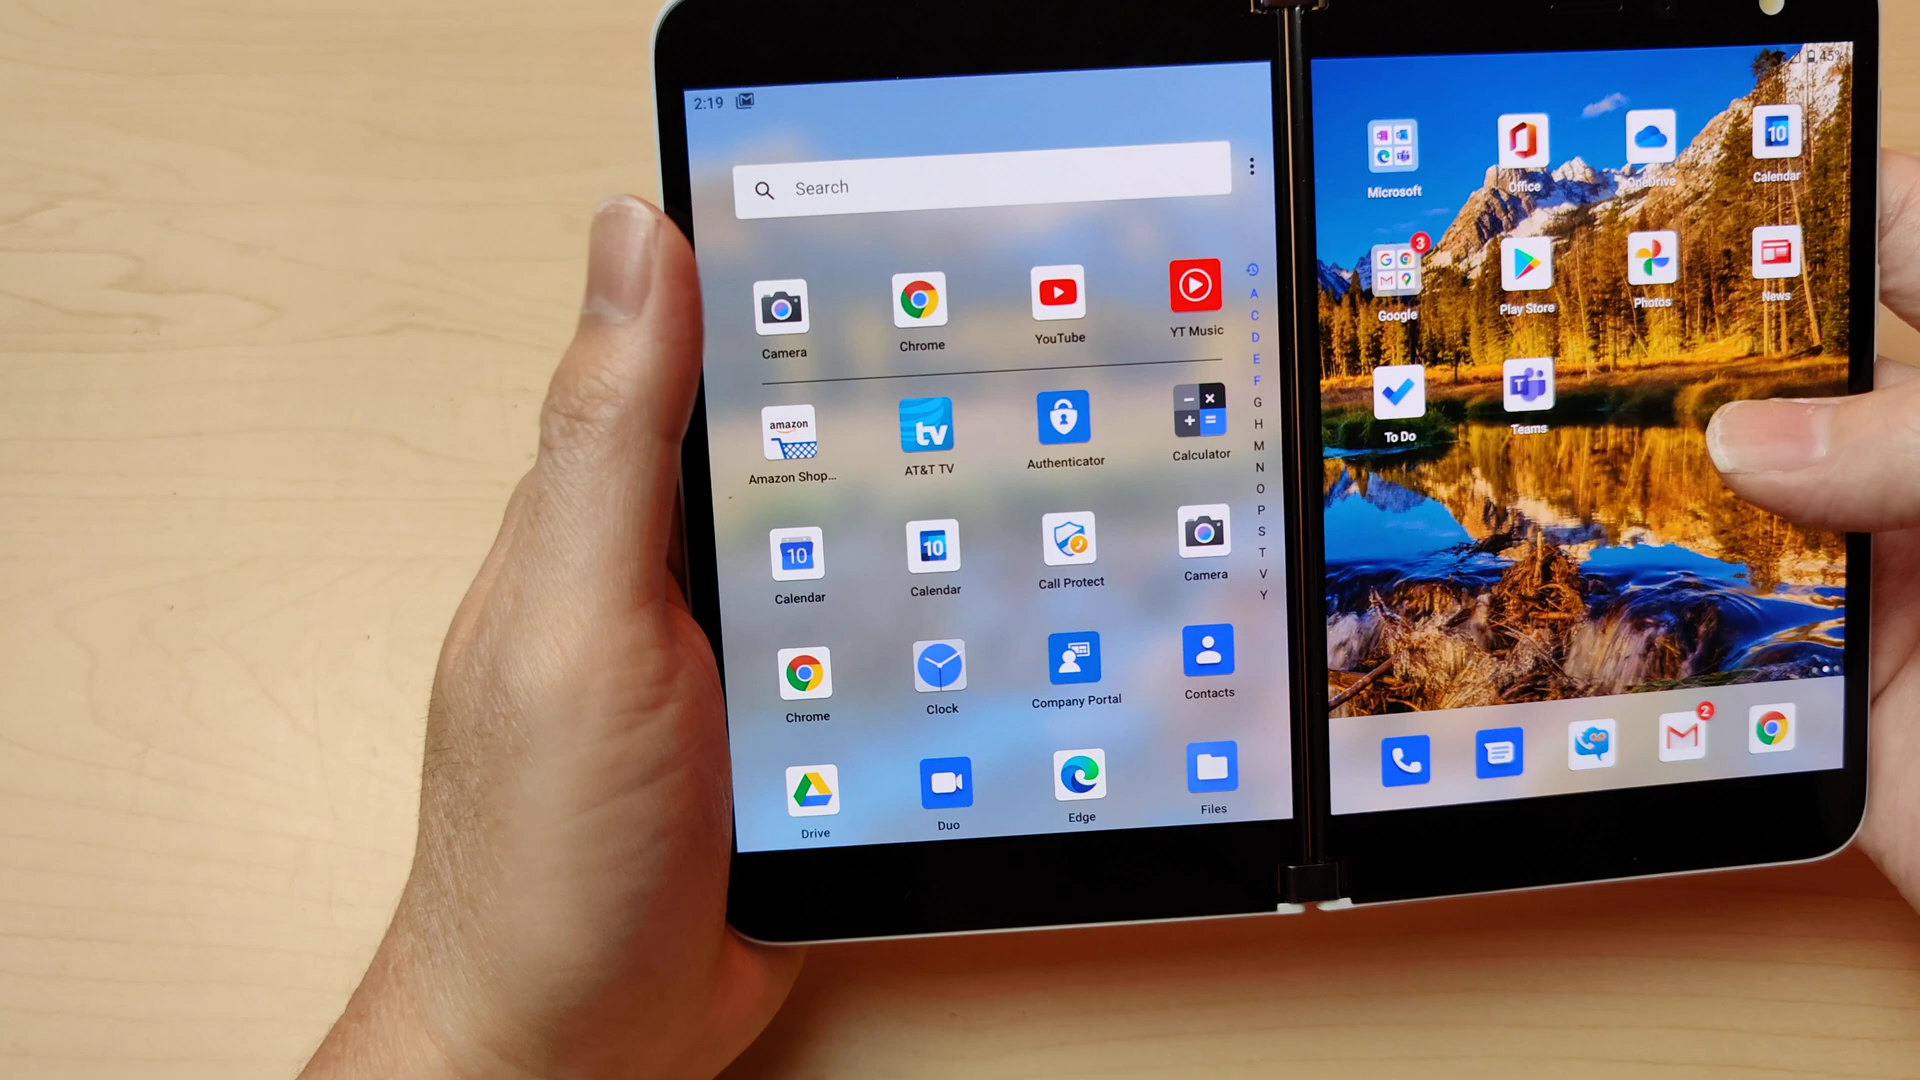 2:19
Search
Camera Chrome YouTube YT Music
amazon
tv
Amazon Shop... AT&T TV Authenticator Calculator
10 10
Calendar Calendar Call Protect Camera
Chrome Clock Company Portal Contacts
Drive Duo Edge Files
A
C
D
E
F
G
H
M
N
O
P
S
T
V
Y
45%
10
Microsoft Office OneDrive Calendar
3
G
Google Play Store Photos News
T
To Do Teams
2